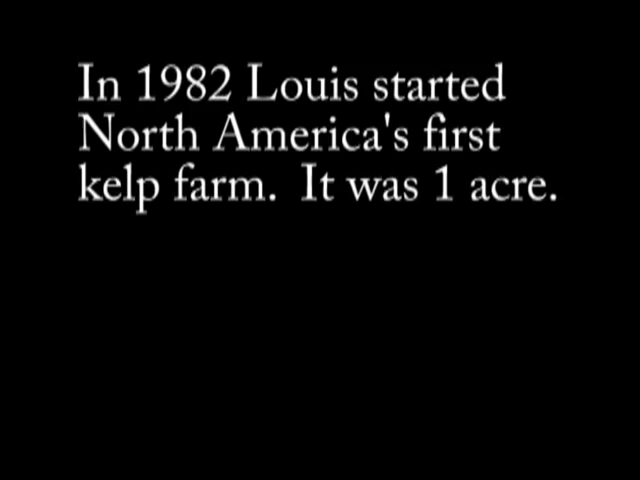 In 1982 Louis started
North America's first
kelp farm.  It was 1 acre.